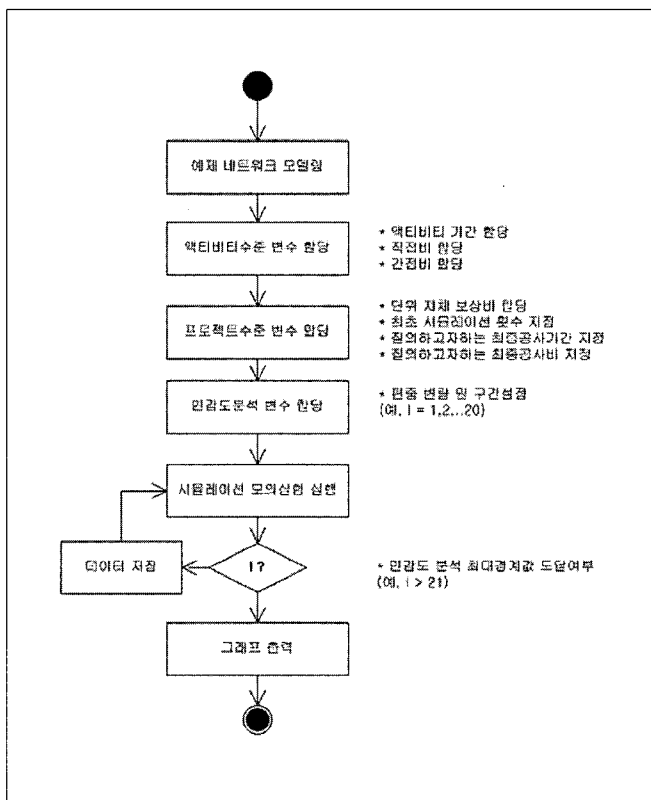 예제 네트워크 모델링
액티비티수준 변수 할당
* 액티비티 기간 할당
* 직접비 할당
* 간접비 할당
프로젝트수준 변수 할당
* 단위 지체 보상비 할당
* 최초 시뮬레이션 횟수 지정
* 질의하고자하는 최종공사기간 지정
* 질의하고자하는 최종공사비 지정
민감도분석 변수 할당
* 편중 변량 및 구간설정
(예, i = 1,2...20)
시뮬레이션 모의실험 실행
데이터 저장
i ?
* 민감도 분석 최대경계값 도달여부
(예, i > 21)
그래프 출력